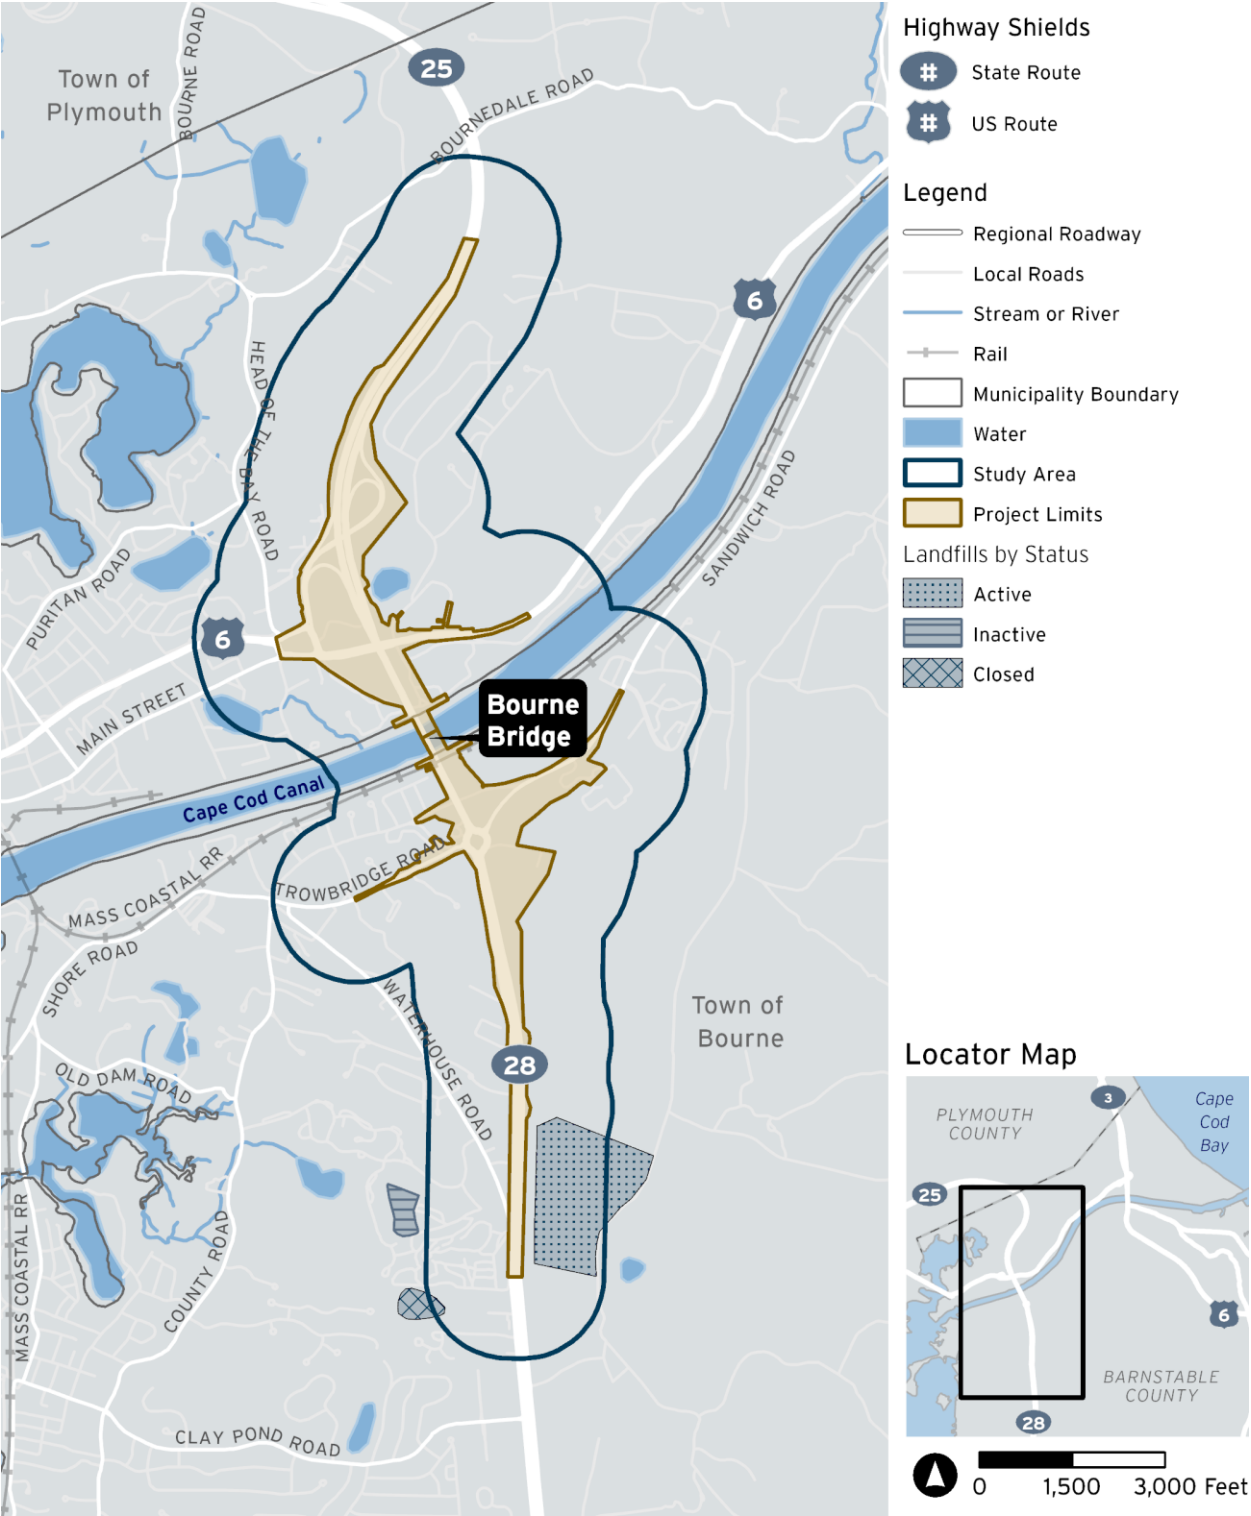 Town of
Plymouth
BOURNE ROAD
25
BOURNEDALE ROAD
6
HEAD OF THE BAY ROAD
SANDWICH ROAD
PURITAN ROAD
6
MAIN STREET
Bourne
Bridge
Cape Cod Canal
TROWBRIDGE ROAD
MASS COASTAL RR
SHORE ROAD
WATERHOUSE ROAD
Town of
Bourne
28
OLD DAM ROAD
MASS COASTAL RR
COUNTY ROAD
CLAY POND ROAD
Highway Shields
# State Route
# US Route
Legend
Regional Roadway
Local Roads
Stream or River
Rail
Municipality Boundary
Water
Study Area
Project Limits
Landfills by Status
Active
Inactive
Closed
Locator Map
3
PLYMOUTH
COUNTY
Cape
Cod
Bay
25
6
BARNSTABLE
COUNTY
28
0 1,500 3,000 Feet